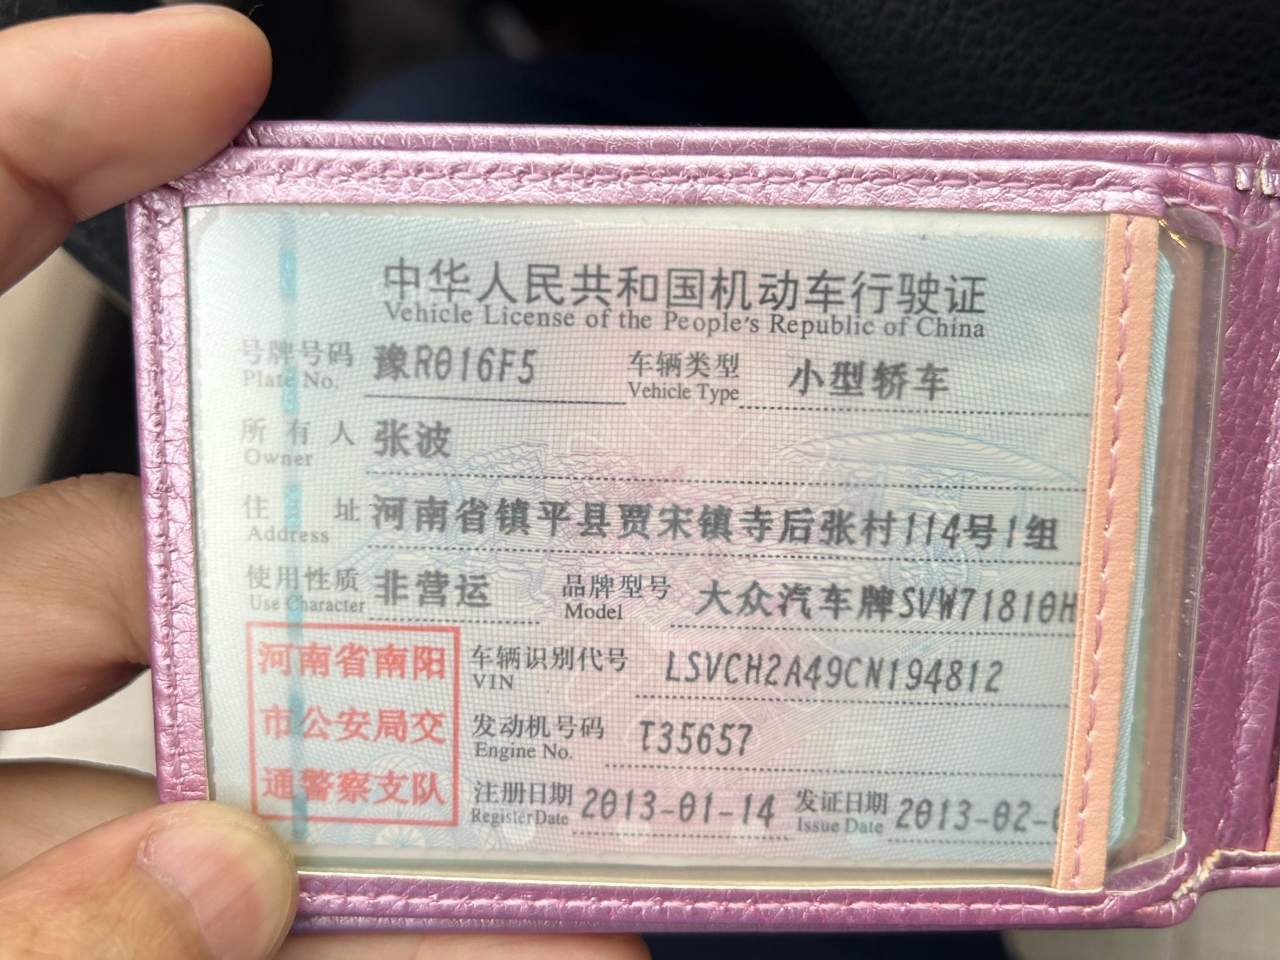 中华人民共和国机动车行驶证
Vehicle License of the People's Republic of China
号牌号码 豫R016F5 车辆类型 小型轿车
Plate No. Vehicle Type
所有人 张波
Owner
住址 河南省镇平县贾宋镇寺后张村114号1组
Address
使用性质 非营运 品牌型号 大众汽车牌SVW71810H
Use Character Model
河南省南阳
市公安局交
通警察支队
车辆识别代号 LSVCH2A49CN194812
VIN
发动机号码 T35657
Engine No.
注册日期 2013-01-14 发证日期 2013-02-
Register Date Issue Date